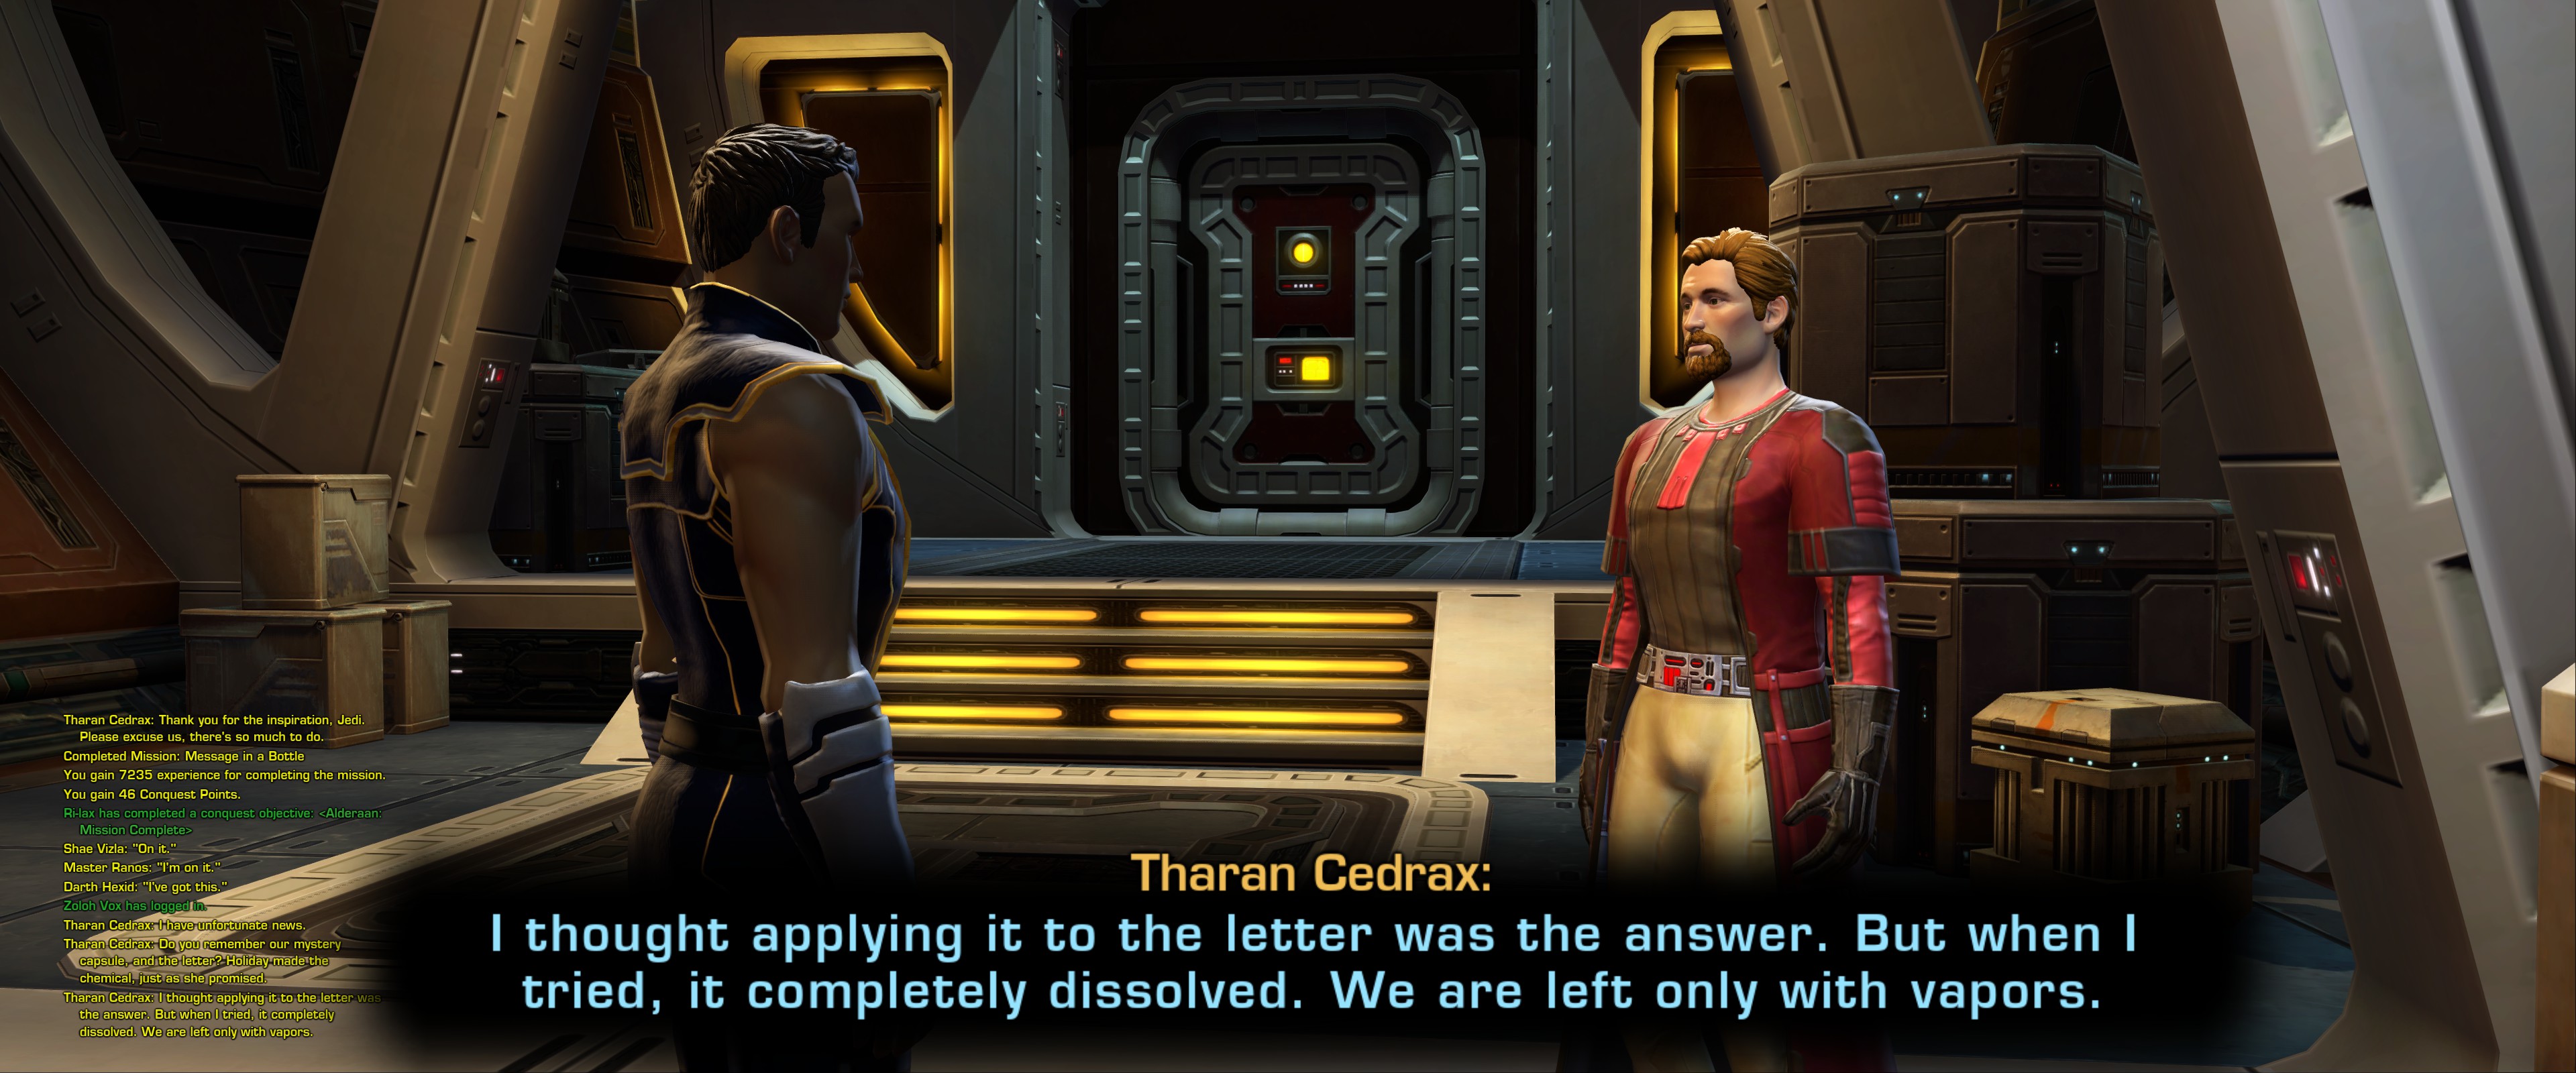 Tharan Cedrax: Thank you for the inspiration, Jedi.
Please excuse us, there's so much to do.
Completed Mission: Message in a Bottle
You gain 7235 experience for completing the mission.
You gain 46 Conquest Points.
Ri-lax has completed a conquest objective: <Alderaan:
Mission Complete>
Shae Vizla: "On it."
Master Ranos: "I'm on it."
Darth Hexid: "I've got this."
Zoloh Vox has logged in.
Tharan Cedrax: I have unfortunate news.
Tharan Cedrax: Do you remember our mystery
capsule, and the letter? Holiday made the
chemical, just as she promised.
Tharan Cedrax: I thought applying it to the letter was
the answer. But when I tried, it completely
dissolved. We are left only with vapors.
Tharan Cedrax:
I thought applying it to the letter was the answer. But when I
tried, it completely dissolved. We are left only with vapors.